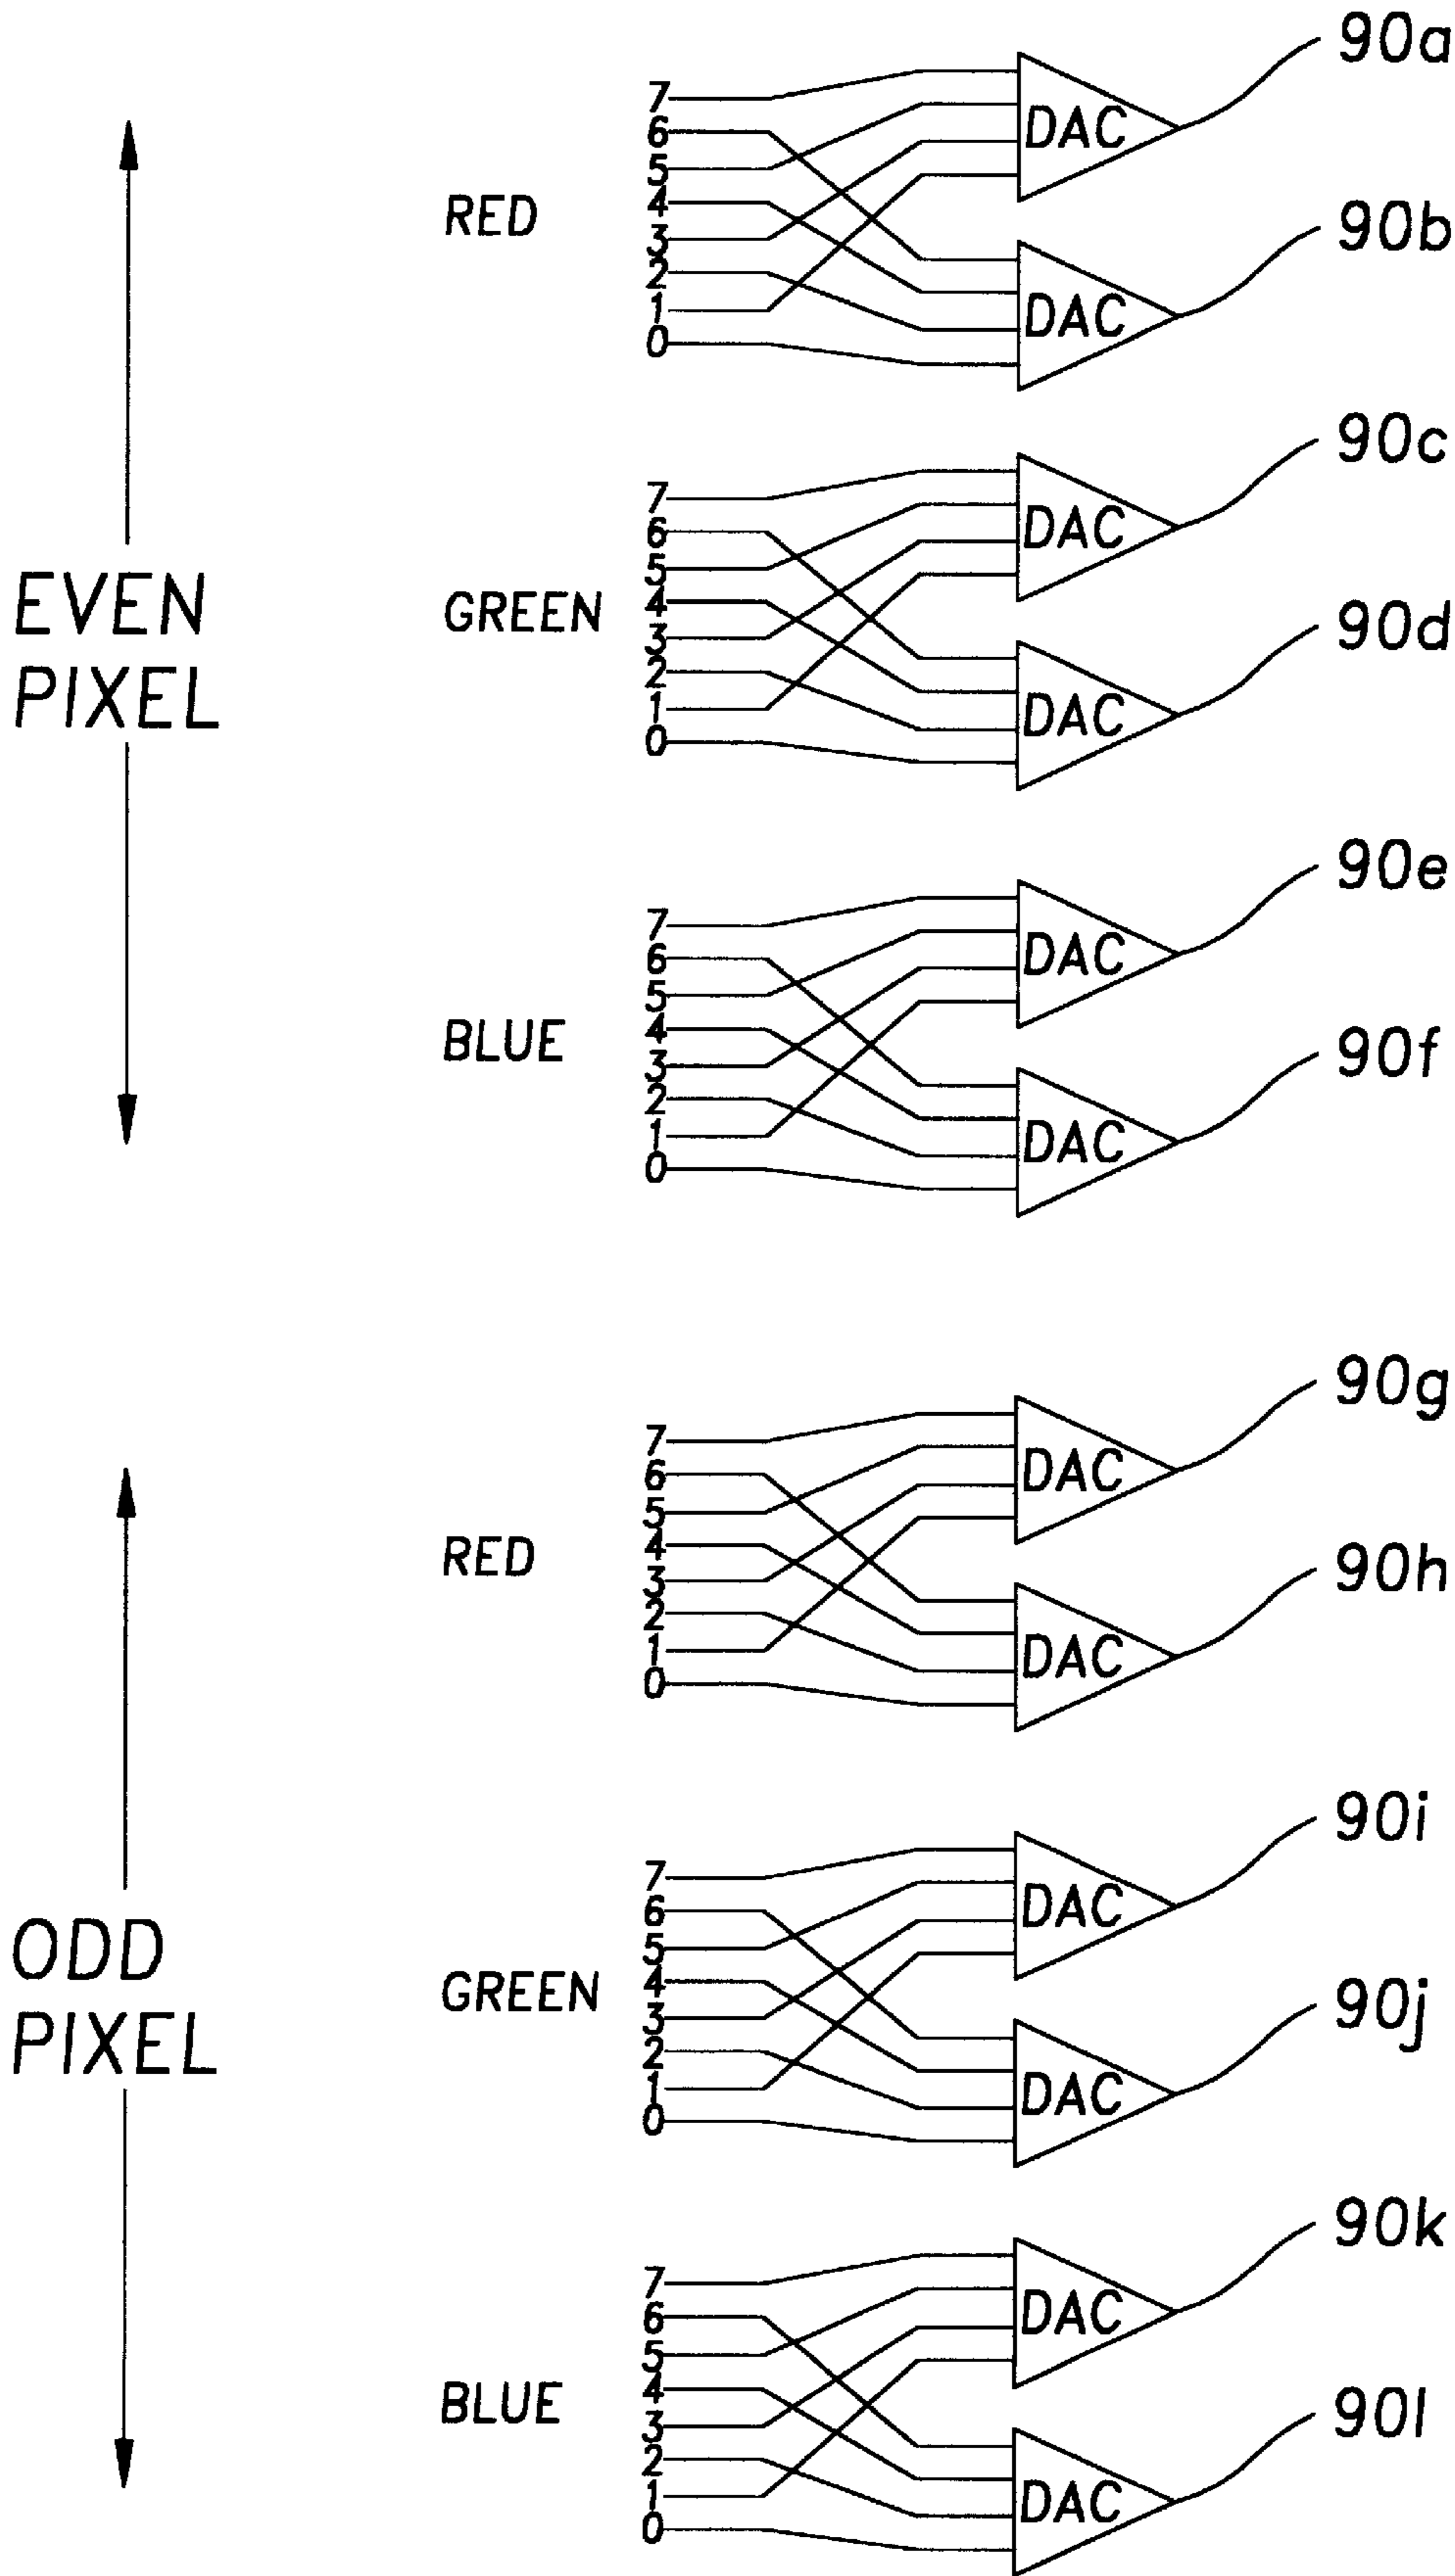 EVEN
PIXEL
RED
7
6
5
4
3
2
1
0
DAC
90a
DAC
90b
GREEN
7
6
5
4
3
2
1
0
DAC
90c
DAC
90d
BLUE
7
6
5
4
3
2
1
0
DAC
90e
DAC
90f
ODD
PIXEL
RED
7
6
5
4
3
2
1
0
DAC
90g
DAC
90h
GREEN
7
6
5
4
3
2
1
0
DAC
90i
DAC
90j
BLUE
7
6
5
4
3
2
1
0
DAC
90k
DAC
90l